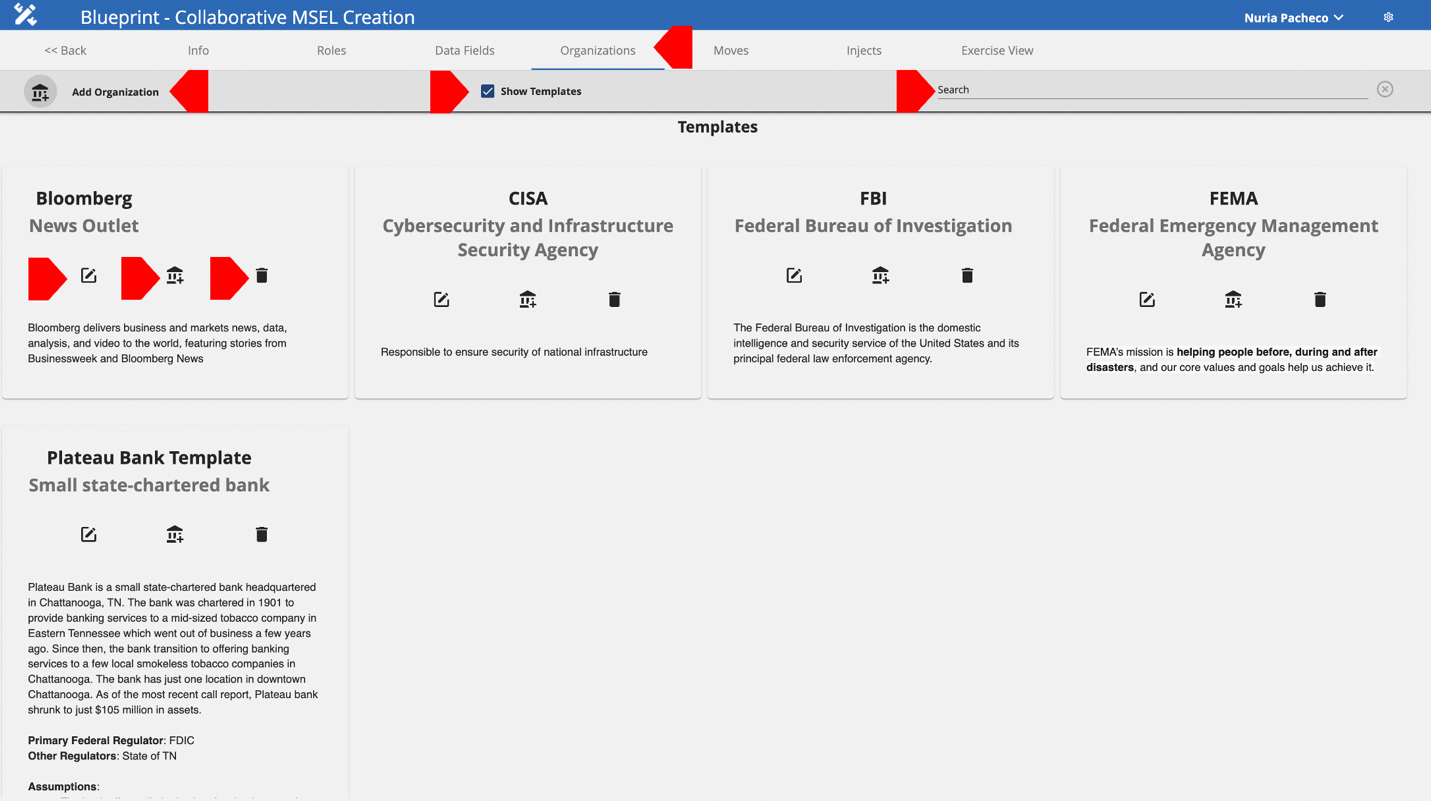 Blueprint - Collaborative MSEL Creation
Nuria Pacheco
<< Back
Info
Roles
Data Fields
Organizations
Moves
Injects
Exercise View
Add Organization
Show Templates
Search
Templates
Bloomberg
News Outlet
Bloomberg delivers business and markets news, data,
analysis, and video to the world, featuring stories from
Businessweek and Bloomberg News
CISA
Cybersecurity and Infrastructure
Security Agency
Responsible to ensure security of national infrastructure
FBI
Federal Bureau of Investigation
The Federal Bureau of Investigation is the domestic
intelligence and security service of the United States and its
principal federal law enforcement agency.
FEMA
Federal Emergency Management
Agency
FEMA's mission is helping people before, during and after
disasters, and our core values and goals help us achieve it.
Plateau Bank Template
Small state-chartered bank
Plateau Bank is a small state-chartered bank headquartered
in Chattanooga, TN. The bank was chartered in 1901 to
provide banking services to a mid-sized tobacco company in
Eastern Tennessee which went out of business a few years
ago. Since then, the bank transition to offering banking
services to a few local smokeless tobacco companies in
Chattanooga. The bank has just one location in downtown
Chattanooga. As of the most recent call report, Plateau bank
shrunk to just $105 million in assets.
Primary Federal Regulator: FDIC
Other Regulators: State of TN
Assumptions: